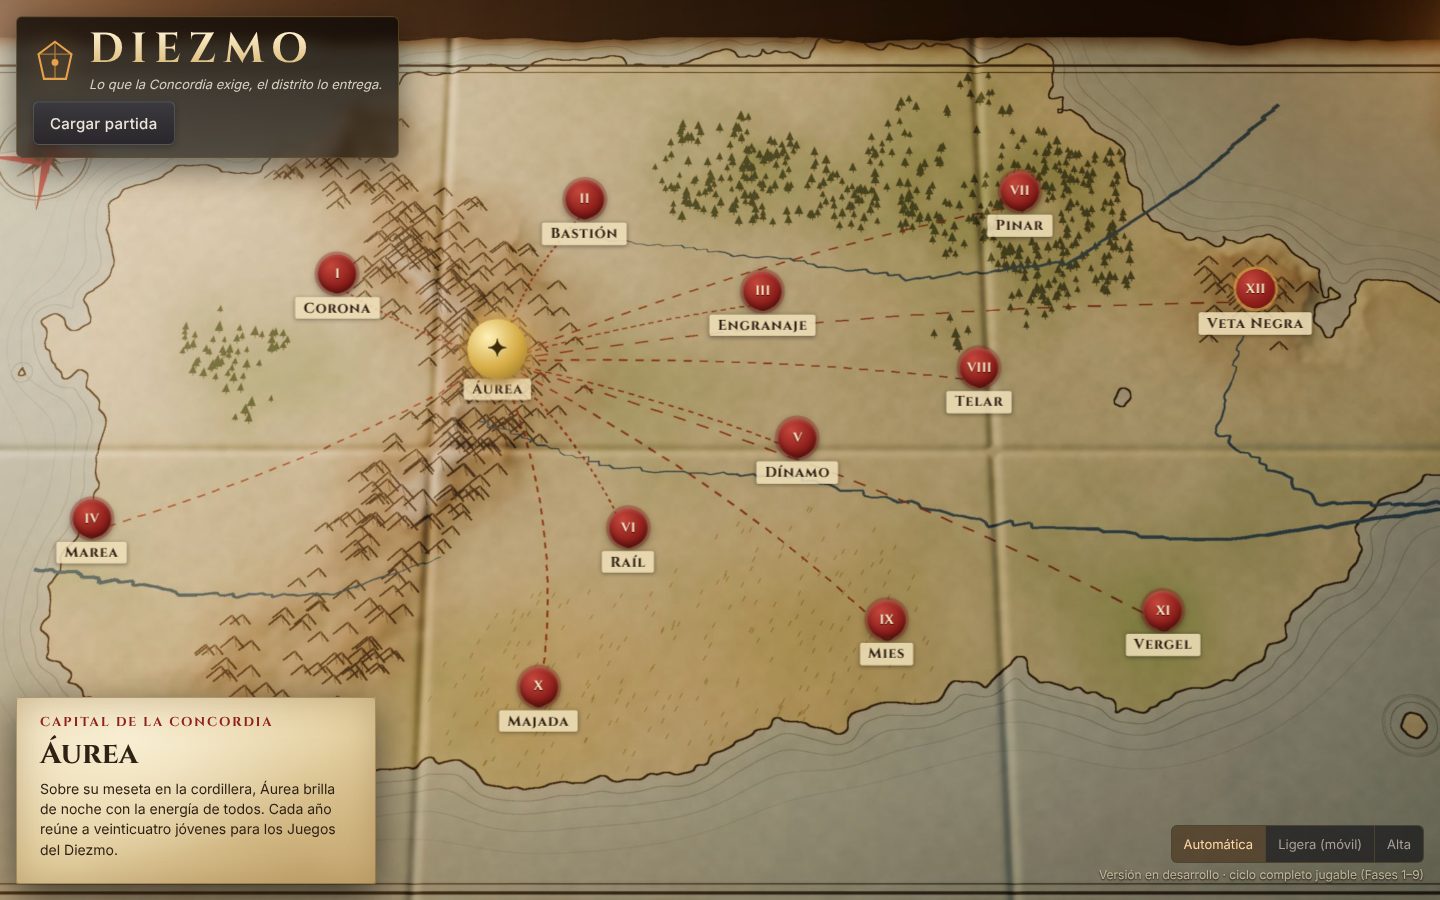 DIEZMO
Lo que la Concordia exige, el distrito lo entrega.
Cargar partida
II
BASTIÓN
VII
PINAR
I
CORONA
III
ENGRANAJE
XII
VETA NEGRA
ÁUREA
VIII
TELAR
V
DÍNAMO
IV
MAREA
VI
RAÍL
IX
MIES
XI
VERGEL
X
MAJADA
CAPITAL DE LA CONCORDIA
ÁUREA
Sobre su meseta en la cordillera, Áurea brilla
de noche con la energía de todos. Cada año
reúne a veinticuatro jóvenes para los Juegos
del Diezmo.
Automática
Ligera (móvil)
Alta
Versión en desarrollo · ciclo completo jugable (Fases 1–9)